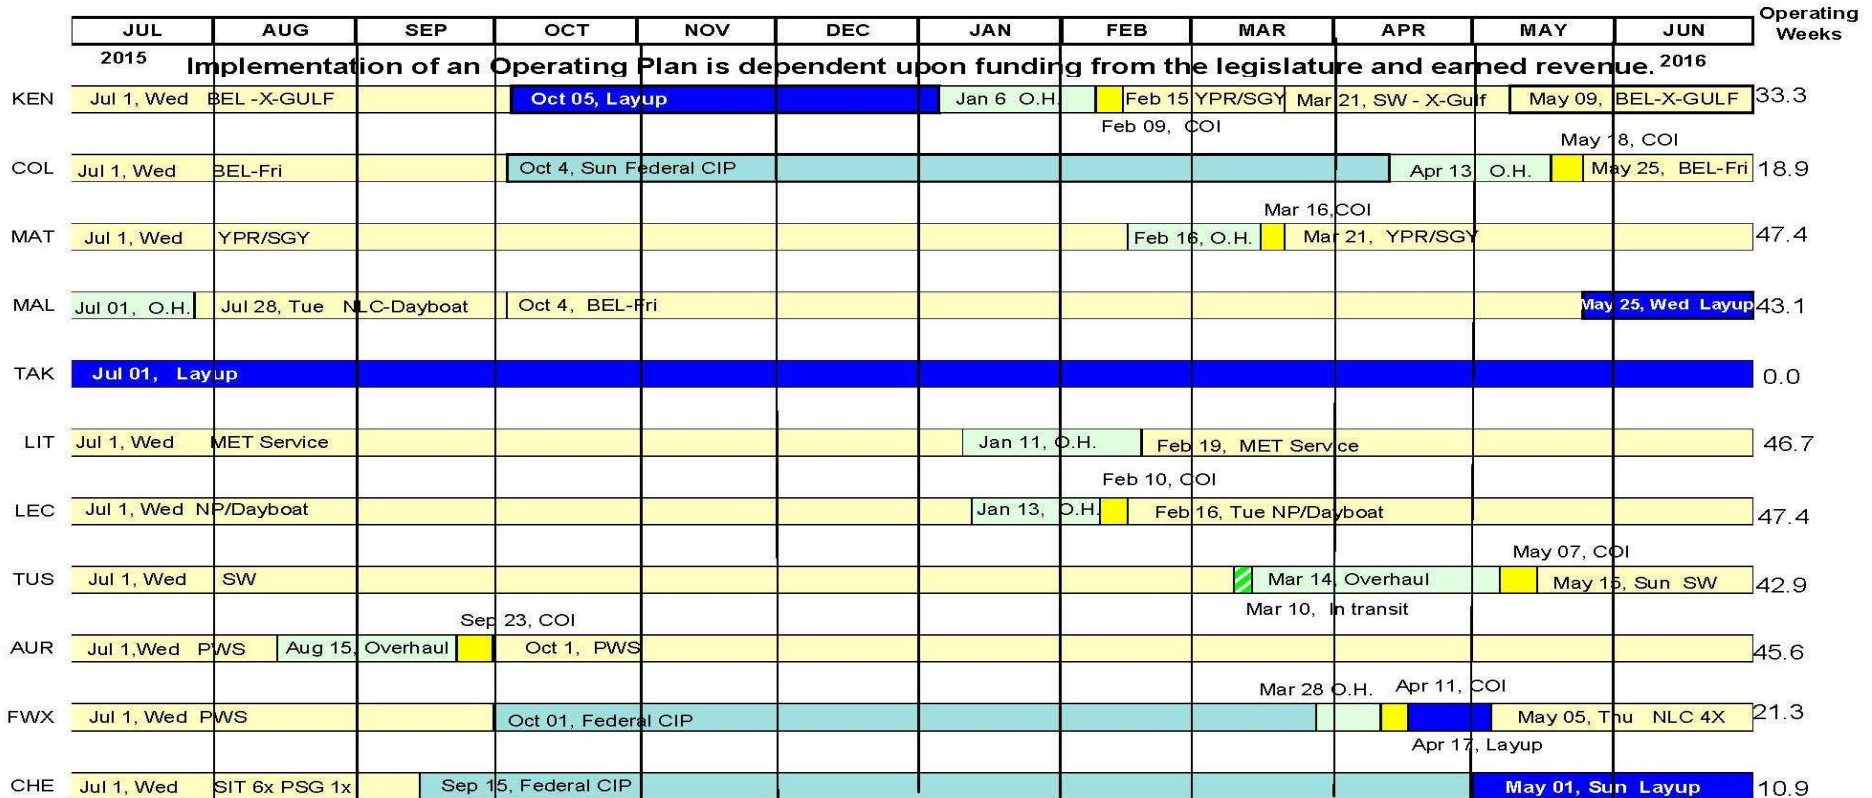 JUL AUG SEP OCT NOV DEC JAN FEB MAR APR MAY JUN Operating Weeks
2015 Implementation of an Operating Plan is dependent upon funding from the legislature and earned revenue. 2016
KEN Jul 1, Wed BEL -X-GULF Oct 05, Layup Jan 6 O.H. Feb 15 YPR/SGY Mar 21, SW - X-Gulf May 09, BEL-X-GULF 33.3
Feb 09, COI
May 18, COI
COL Jul 1, Wed BEL-Fri Oct 4, Sun Federal CIP Apr 13 O.H. May 25, BEL-Fri 18.9
Mar 16,COI
MAT Jul 1, Wed YPR/SGY Feb 16, O.H. Mar 21, YPR/SGY 47.4
MAL Jul 01, O.H. Jul 28, Tue NLC-Dayboat Oct 4, BEL-Fri May 25, Wed Layup 43.1
TAK Jul 01, Layup 0.0
LIT Jul 1, Wed MET Service Jan 11, O.H. Feb 19, MET Service 46.7
Feb 10, COI
LEC Jul 1, Wed NP/Dayboat Jan 13, O.H. Feb 16, Tue NP/Dayboat 47.4
May 07, COI
TUS Jul 1, Wed SW Mar 14, Overhaul May 15, Sun SW 42.9
Mar 10, In transit
Sep 23, COI
AUR Jul 1,Wed PWS Aug 15, Overhaul Oct 1, PWS 45.6
Mar 28 O.H. Apr 11, COI
FWX Jul 1, Wed PWS Oct 01, Federal CIP May 05, Thu NLC 4X 21.3
Apr 17, Layup
CHE Jul 1, Wed SIT 6x PSG 1x Sep 15, Federal CIP May 01, Sun Layup 10.9